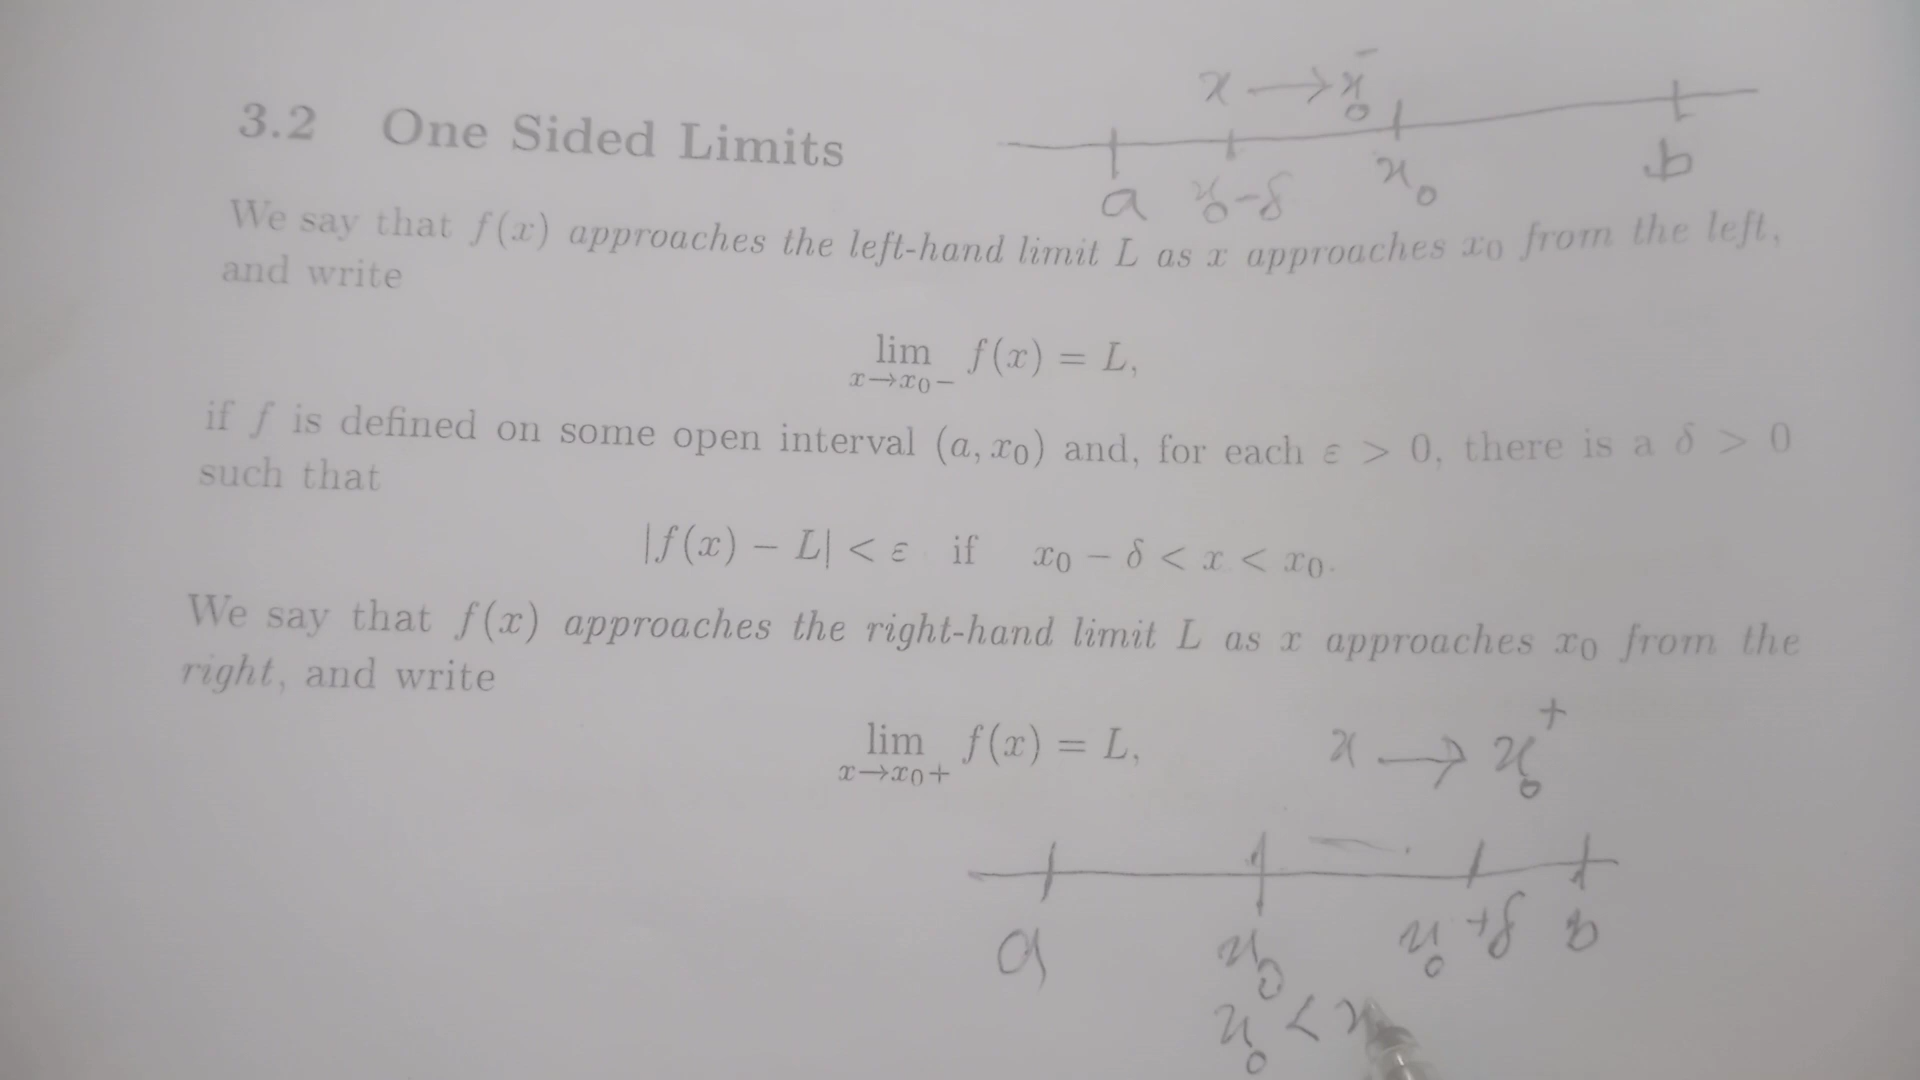 3.2 One Sided Limits
x → x₀⁻
a x₀-δ x₀ b
We say that f(x) approaches the left-hand limit L as x approaches x₀ from the left,
and write
lim f(x) = L,
x→x₀−
if f is defined on some open interval (a, x₀) and, for each ε > 0, there is a δ > 0
such that
|f(x) − L| < ε if x₀ − δ < x < x₀.
We say that f(x) approaches the right-hand limit L as x approaches x₀ from the
right, and write
lim f(x) = L,
x→x₀+
x → x₀⁺
a x₀ x₀+δ b
x₀ < x